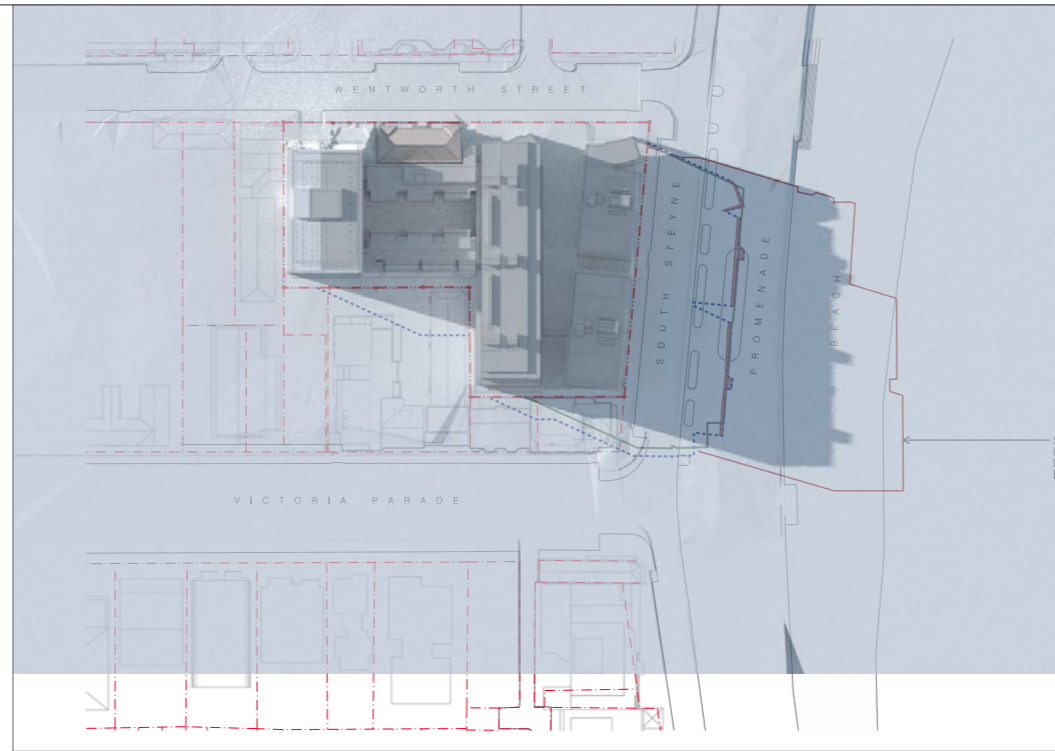 WENTWORTH STREET
SOUTH STEYNE
PROMENADE
BEACH
VICTORIA PARADE